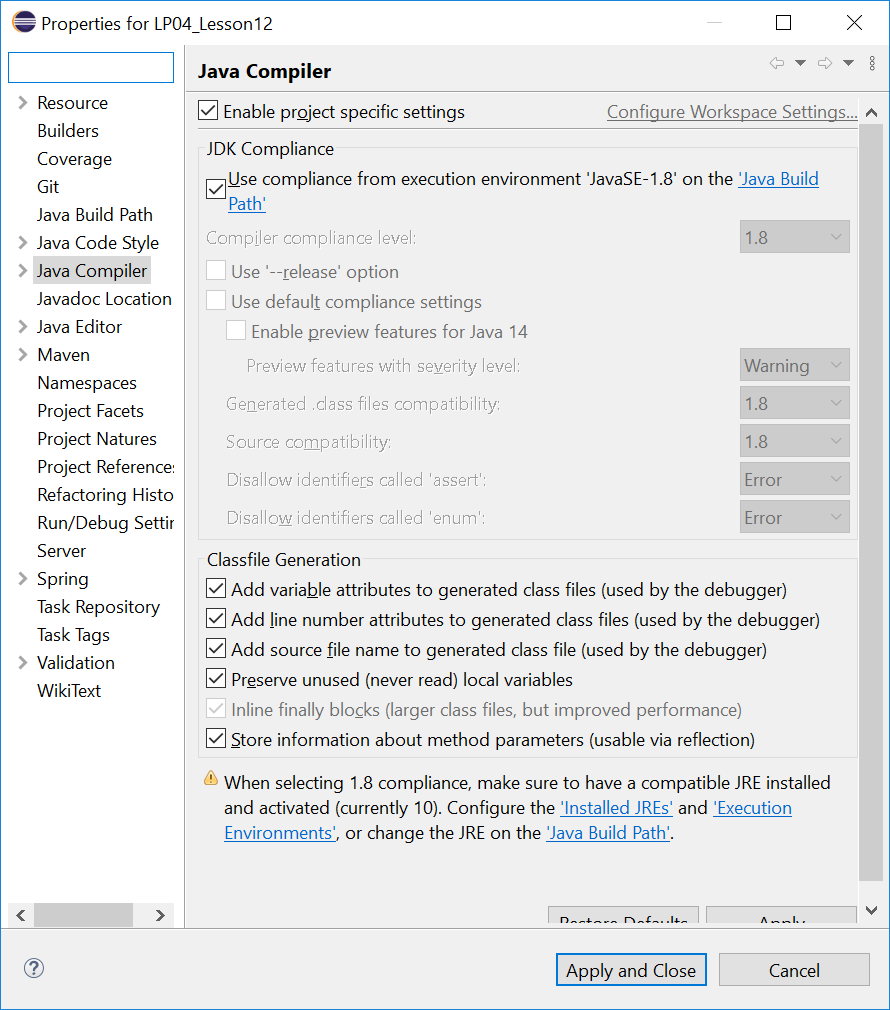 Properties for LP04_Lesson12
Resource
Builders
Coverage
Git
Java Build Path
Java Code Style
Java Compiler
Javadoc Location
Java Editor
Maven
Namespaces
Project Facets
Project Natures
Project Reference
Refactoring Histo
Run/Debug Settin
Server
Spring
Task Repository
Task Tags
Validation
WikiText
Java Compiler
Enable project specific settings
Configure Workspace Settings...
JDK Compliance
Use compliance from execution environment 'JavaSE-1.8' on the 'Java Build
Path'
Compiler compliance level: 1.8
Use '--release' option
Use default compliance settings
Enable preview features for Java 14
Preview features with severity level: Warning
Generated .class files compatibility: 1.8
Source compatibility: 1.8
Disallow identifiers called 'assert': Error
Disallow identifiers called 'enum': Error
Classfile Generation
Add variable attributes to generated class files (used by the debugger)
Add line number attributes to generated class files (used by the debugger)
Add source file name to generated class file (used by the debugger)
Preserve unused (never read) local variables
Inline finally blocks (larger class files, but improved performance)
Store information about method parameters (usable via reflection)
When selecting 1.8 compliance, make sure to have a compatible JRE installed
and activated (currently 10). Configure the 'Installed JREs' and 'Execution
Environments', or change the JRE on the 'Java Build Path'.
Restore Defaults
Apply
Apply and Close
Cancel